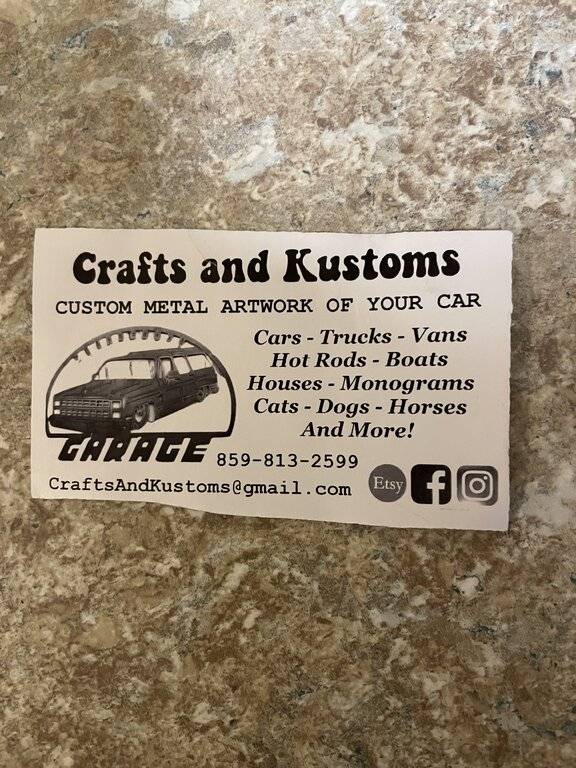 Crafts and Kustoms
CUSTOM METAL ARTWORK OF YOUR CAR
Cars - Trucks - Vans
Hot Rods - Boats
Houses - Monograms
Cats - Dogs - Horses
And More!
GARAGE
859-813-2599
CraftsAndKustoms@gmail.com
Etsy